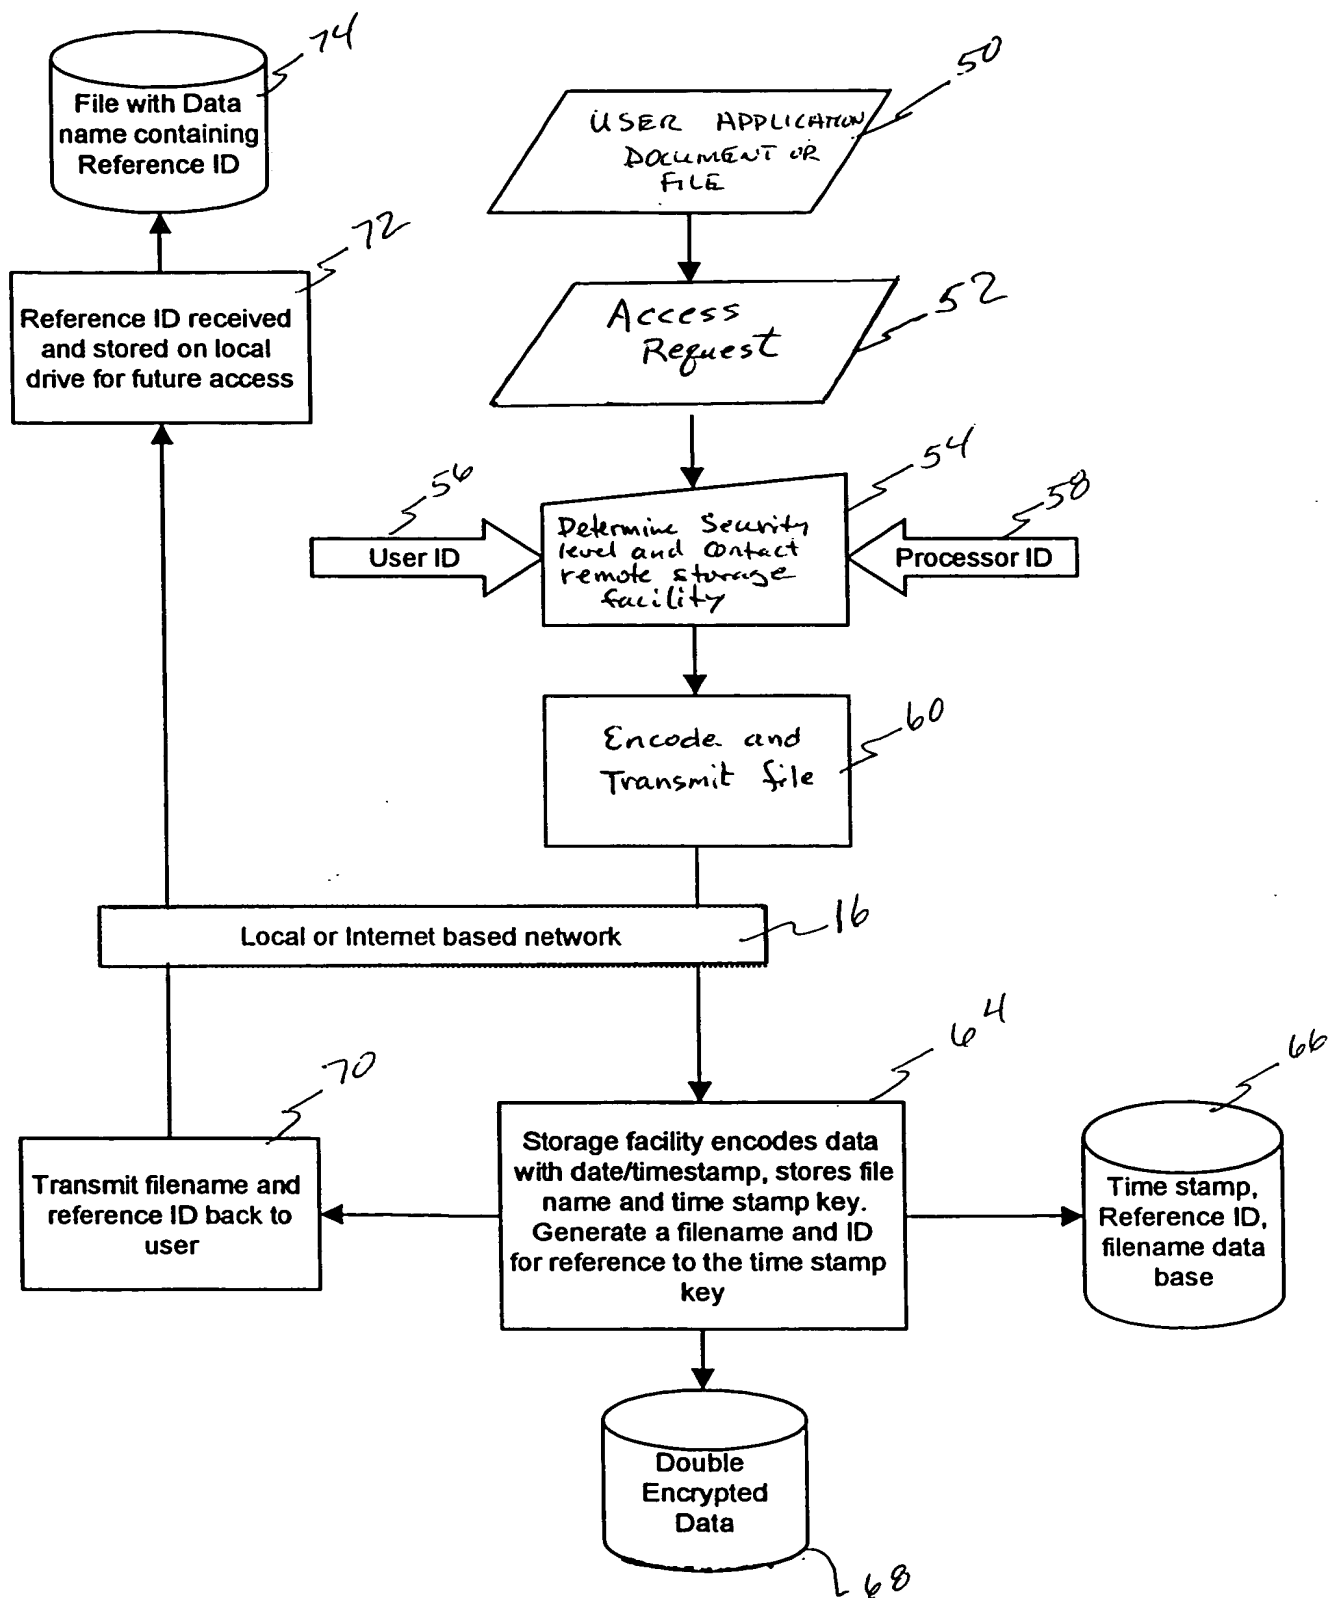 74
File with Data
name containing
Reference ID
50
USER APPLICATION
DOCUMENT OR
FILE
72
Reference ID received
and stored on local
drive for future access
52
Access
Request
54
56
User ID
Determine Security
level and contact
remote storage
facility
58
Processor ID
60
Encode and
Transmit file
Local or Internet based network
16
64
66
70
Transmit filename and
reference ID back to
user
Storage facility encodes data
with date/timestamp, stores file
name and time stamp key.
Generate a filename and ID
for reference to the time stamp
key
Time stamp,
Reference ID,
filename data
base
Double
Encrypted
Data
68